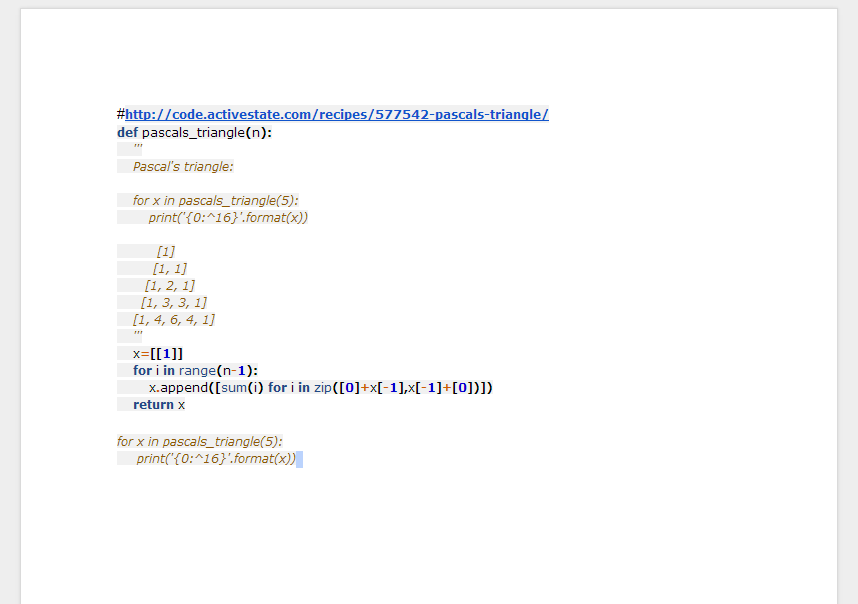 #http://code.activestate.com/recipes/577542-pascals-triangle/
def pascals_triangle(n):
    '''
    Pascal's triangle:
    for x in pascals_triangle(5):
        print('{0:^16}'.format(x))
          [1]
         [1, 1]
       [1, 2, 1]
      [1, 3, 3, 1]
    [1, 4, 6, 4, 1]
    '''
    x=[[1]]
    for i in range(n-1):
        x.append([sum(i) for i in zip([0]+x[-1],x[-1]+[0])])
    return x
for x in pascals_triangle(5):
     print('{0:^16}'.format(x))